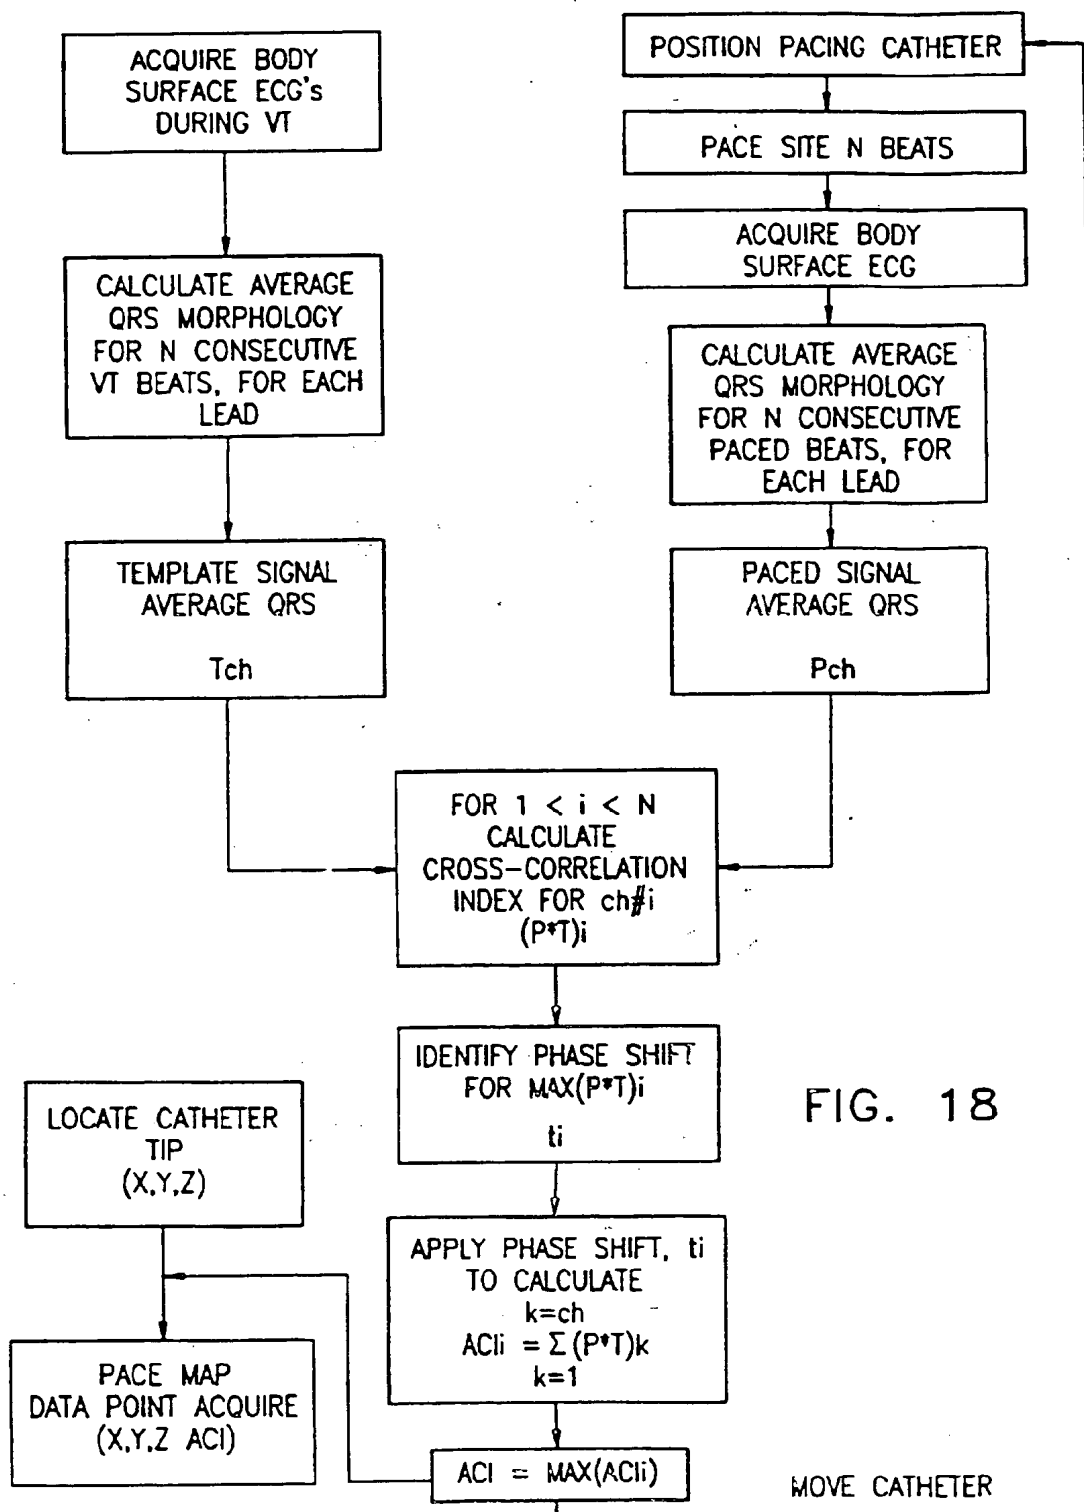 ACQUIRE BODY
SURFACE ECG's
DURING VT
CALCULATE AVERAGE
QRS MORPHOLOGY
FOR N CONSECUTIVE
VT BEATS, FOR EACH
LEAD
TEMPLATE SIGNAL
AVERAGE QRS
Tch
POSITION PACING CATHETER
PACE SITE N BEATS
ACQUIRE BODY
SURFACE ECG
CALCULATE AVERAGE
QRS MORPHOLOGY
FOR N CONSECUTIVE
PACED BEATS, FOR
EACH LEAD
PACED SIGNAL
AVERAGE QRS
Pch
FOR 1 < i < N
CALCULATE
CROSS-CORRELATION
INDEX FOR ch#i
(P*T)i
IDENTIFY PHASE SHIFT
FOR MAX(P*T)i
ti
FIG. 18
LOCATE CATHETER
TIP
(X,Y,Z)
APPLY PHASE SHIFT, ti
TO CALCULATE
k=ch
ACIi = Σ(P*T)k
k=1
PACE MAP
DATA POINT ACQUIRE
(X,Y,Z ACI)
ACI = MAX(ACIi)
MOVE CATHETER